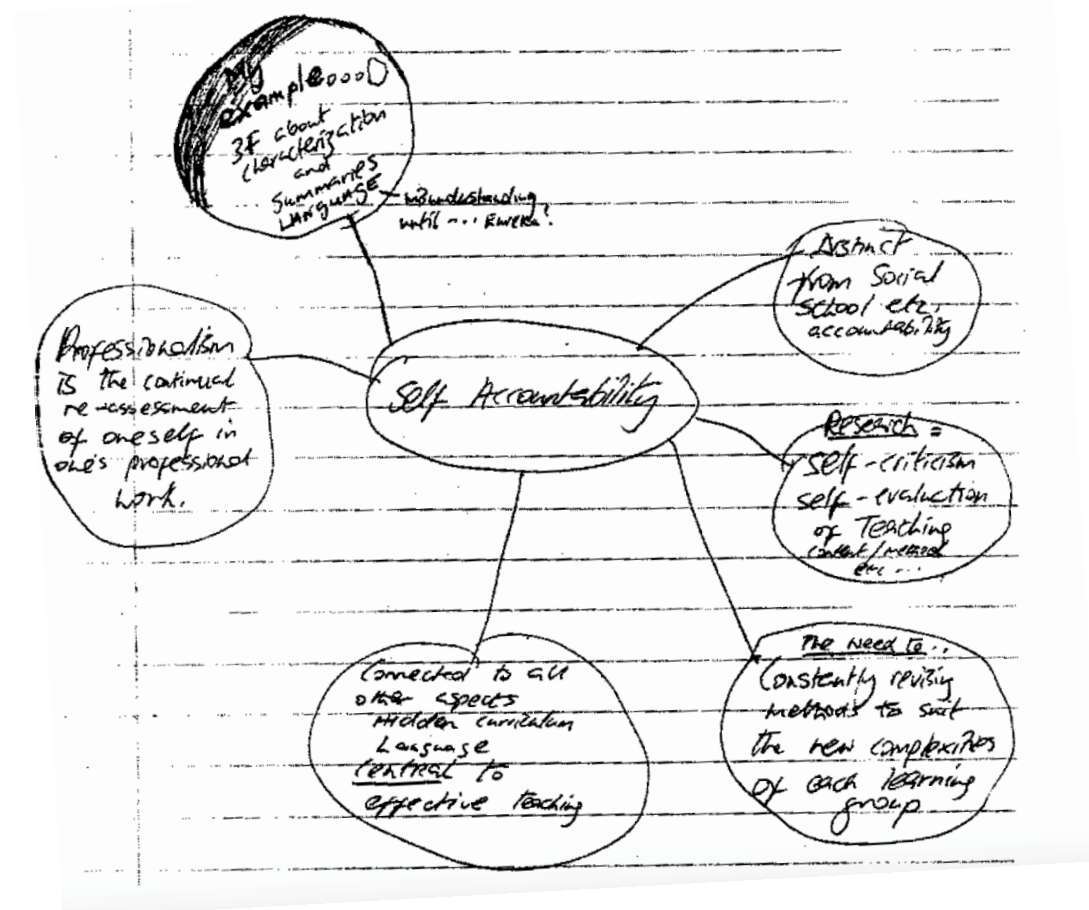 My
example....
3F about
characterization
and
Summaries
LANGUAGE
misunderstanding
until ... Eureka!
Distinct
from Social
School etc.
accountability
Professionalism
is the continual
re-assessment
of oneself in
one's professional
work.
Self Accountability
Research =
self-criticism
self-evaluation
of Teaching
content/method
etc ....
Connected to all
other aspects
Hidden curriculum
Language
Central to
effective teaching
The need to..
Constantly revising
methods to suit
the new complexities
of each learning
group